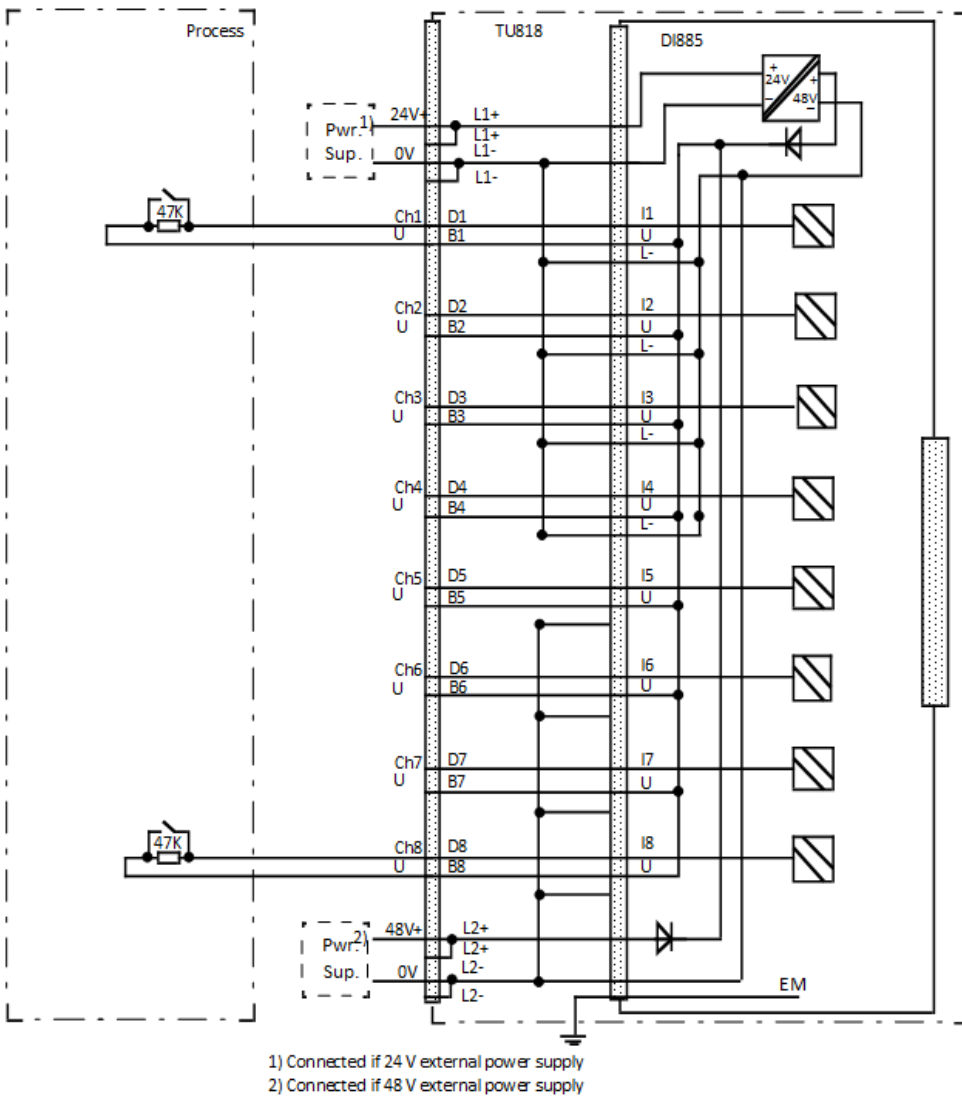 Process
TU818
DI885
+
24V
+
−
48V
−
24V+
L1+
Pwr. 1)
L1+
Sup.
0V
L1-
L1-
47K
Ch1
D1
I1
U
B1
U
L-
Ch2
D2
I2
U
B2
U
L-
Ch3
D3
I3
U
B3
U
L-
Ch4
D4
I4
U
B4
U
L-
Ch5
D5
I5
U
B5
U
Ch6
D6
I6
U
B6
U
Ch7
D7
I7
U
B7
U
47K
Ch8
D8
I8
U
B8
U
48V+
L2+
Pwr. 2)
L2+
Sup.
0V
L2-
L2-
EM
1) Connected if 24 V external power supply
2) Connected if 48 V external power supply